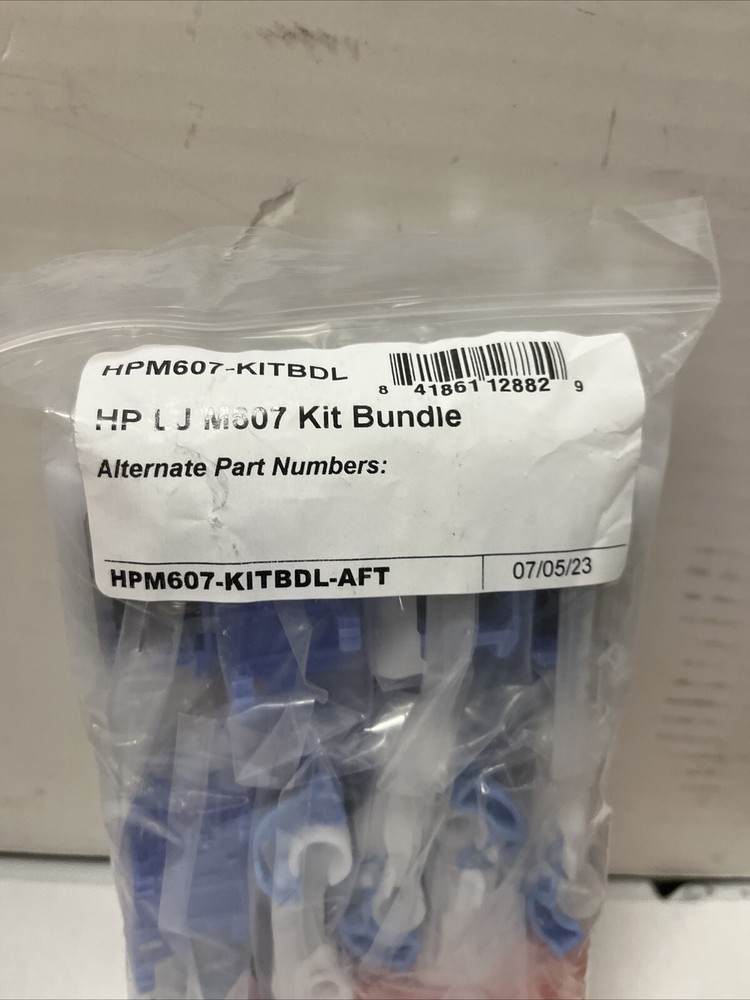 HPM607-KITBDL
8 41861 12882 9
HP LJ M607 Kit Bundle
Alternate Part Numbers:
HPM607-KITBDL-AFT
07/05/23